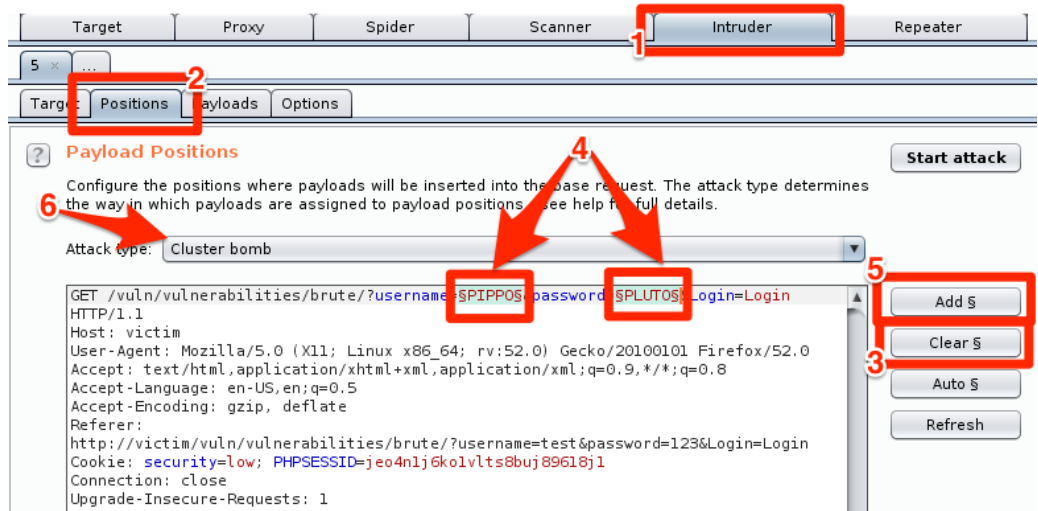 Target Proxy Spider Scanner Intruder Repeater
1
5 × ...
2
Target Positions Payloads Options
? Payload Positions
4
Start attack
Configure the positions where payloads will be inserted into the base request. The attack type determines
6
the way in which payloads are assigned to payload positions - see help for full details.
Attack type: Cluster bomb
5
GET /vuln/vulnerabilities/brute/?username=§PIPPO§&password=§PLUTO§&Login=Login
Add §
HTTP/1.1
Host: victim
Clear §
3
User-Agent: Mozilla/5.0 (X11; Linux x86_64; rv:52.0) Gecko/20100101 Firefox/52.0
Accept: text/html,application/xhtml+xml,application/xml;q=0.9,*/*;q=0.8
Accept-Language: en-US,en;q=0.5
Auto §
Accept-Encoding: gzip, deflate
Referer:
Refresh
http://victim/vuln/vulnerabilities/brute/?username=test&password=123&Login=Login
Cookie: security=low; PHPSESSID=jeo4n1j6ko1vlts8buj89618j1
Connection: close
Upgrade-Insecure-Requests: 1